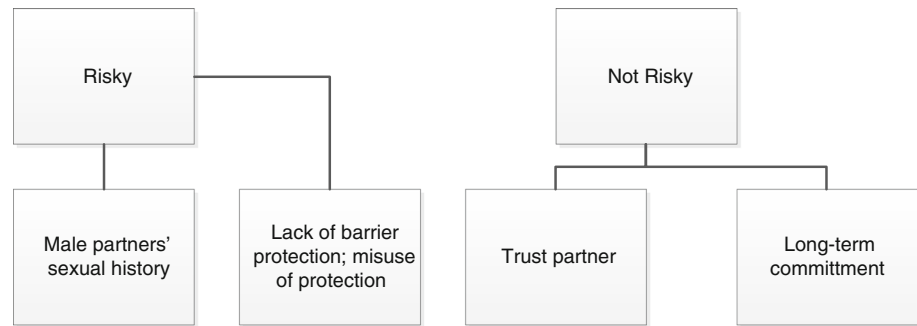 Risky
Not Risky
Male partners'
sexual history
Lack of barrier
protection; misuse
of protection
Trust partner
Long-term
committment